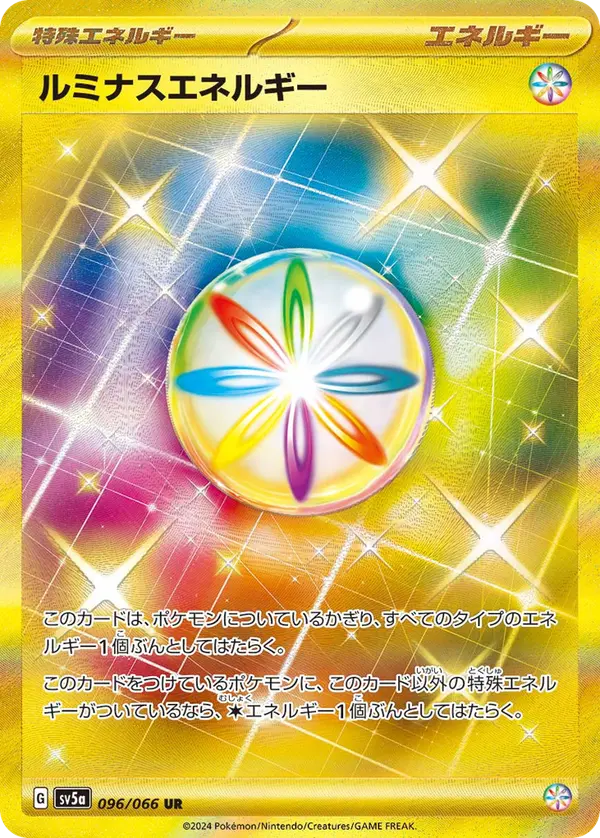 特殊エネルギー
エネルギー
ルミナスエネルギー
このカードは、ポケモンについているかぎり、すべてのタイプのエネ
ルギー1個ぶんとしてはたらく。
このカードをつけているポケモンに、このカード以外の特殊エネル
ギーがついているなら、エネルギー1個ぶんとしてはたらく。
G sv5a 096/066 UR
©2024 Pokémon/Nintendo/Creatures/GAME FREAK.